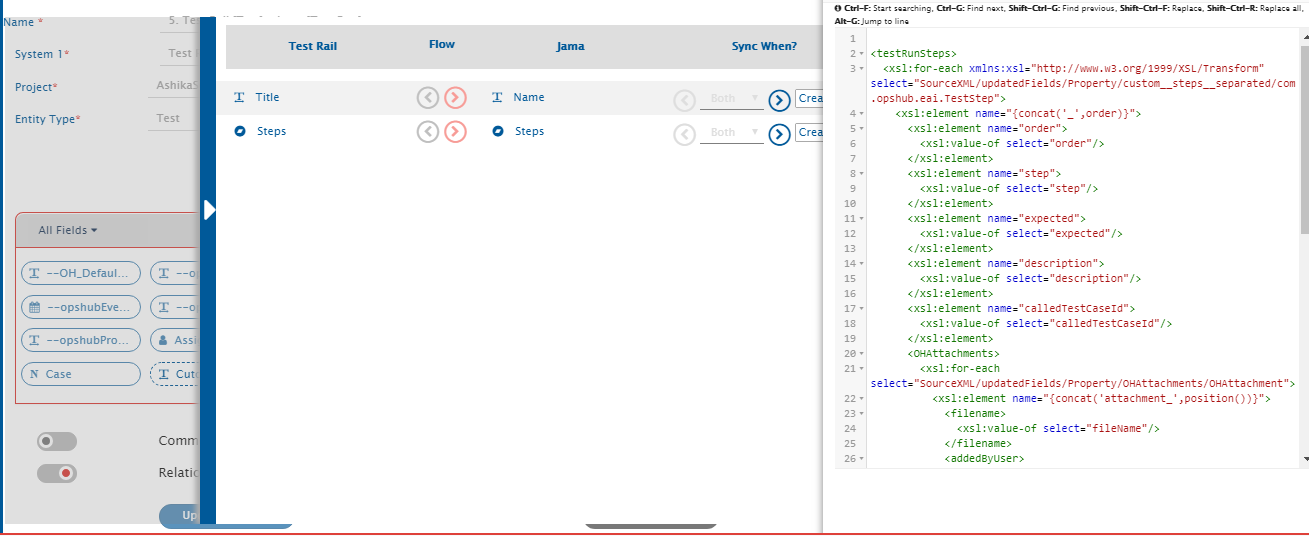 Name *
5. Te
System 1*
Test
Project*
AshikaS
Entity Type*
Test
All Fields
--OH_Defaul...
--o
--opshubEve...
--op
--opshubPro...
Assi
N Case
Cut
Comm
Relatio
Up
Test Rail
Flow
Jama
Sync When?
Title
Name
Both
Crea
Steps
Steps
Both
Crea
Ctrl-F: Start searching, Ctrl-G: Find next, Shift-Ctrl-G: Find previous, Shift-Ctrl-F: Replace, Shift-Ctrl-R: Replace all,
Alt-G: Jump to line
1
2 <testRunSteps>
3 <xsl:for-each xmlns:xsl="http://www.w3.org/1999/XSL/Transform"
select="SourceXML/updatedFields/Property/custom__steps__separated/com
.opshub.eai.TestStep">
4 <xsl:element name="{concat('_',order)}">
5 <xsl:element name="order">
6 <xsl:value-of select="order"/>
7 </xsl:element>
8 <xsl:element name="step">
9 <xsl:value-of select="step"/>
10 </xsl:element>
11 <xsl:element name="expected">
12 <xsl:value-of select="expected"/>
13 </xsl:element>
14 <xsl:element name="description">
15 <xsl:value-of select="description"/>
16 </xsl:element>
17 <xsl:element name="calledTestCaseId">
18 <xsl:value-of select="calledTestCaseId"/>
19 </xsl:element>
20 <OHAttachments>
21 <xsl:for-each
select="SourceXML/updatedFields/Property/OHAttachments/OHAttachment">
22 <xsl:element name="{concat('attachment_',position())}">
23 <filename>
24 <xsl:value-of select="fileName"/>
25 </filename>
26 <addedByUser>